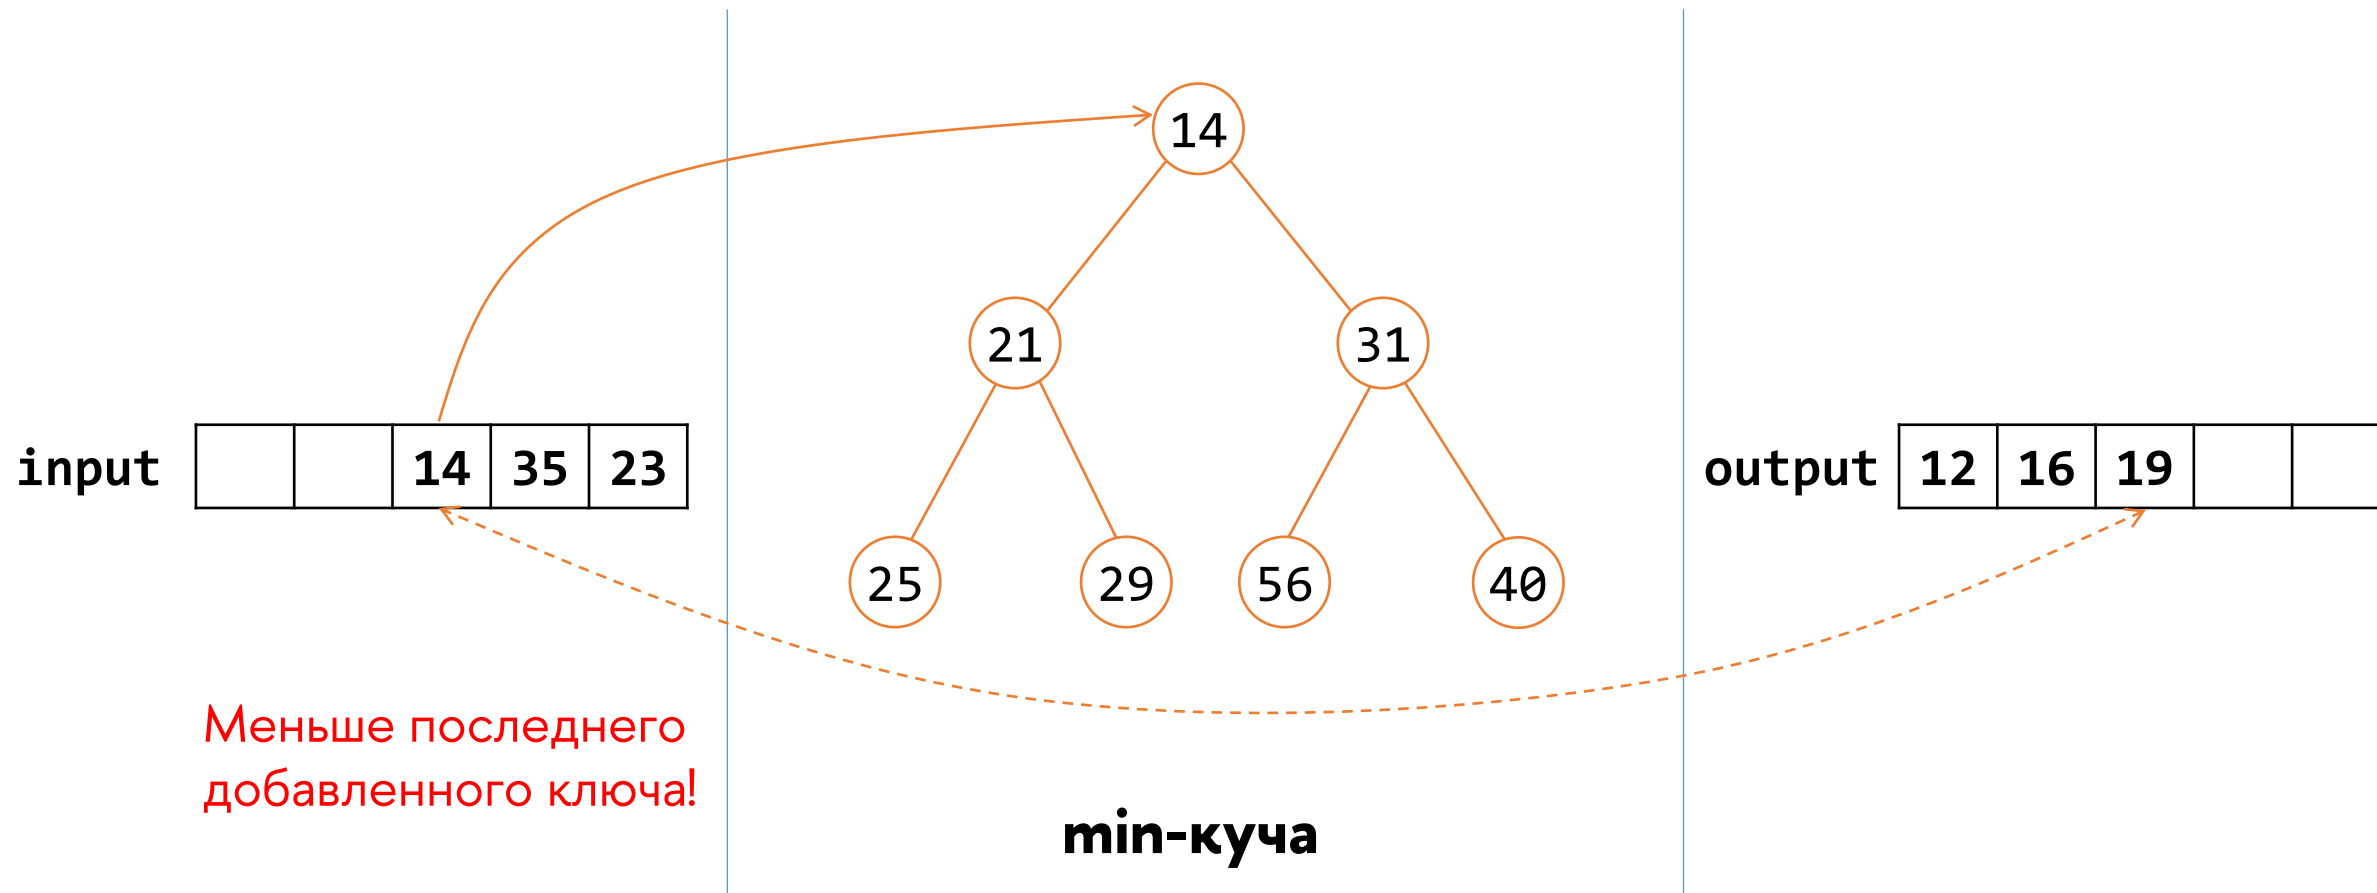 14
21 31
input 14 35 23
output 12 16 19
25 29 56 40
Меньше последнего
добавленного ключа!
min-куча